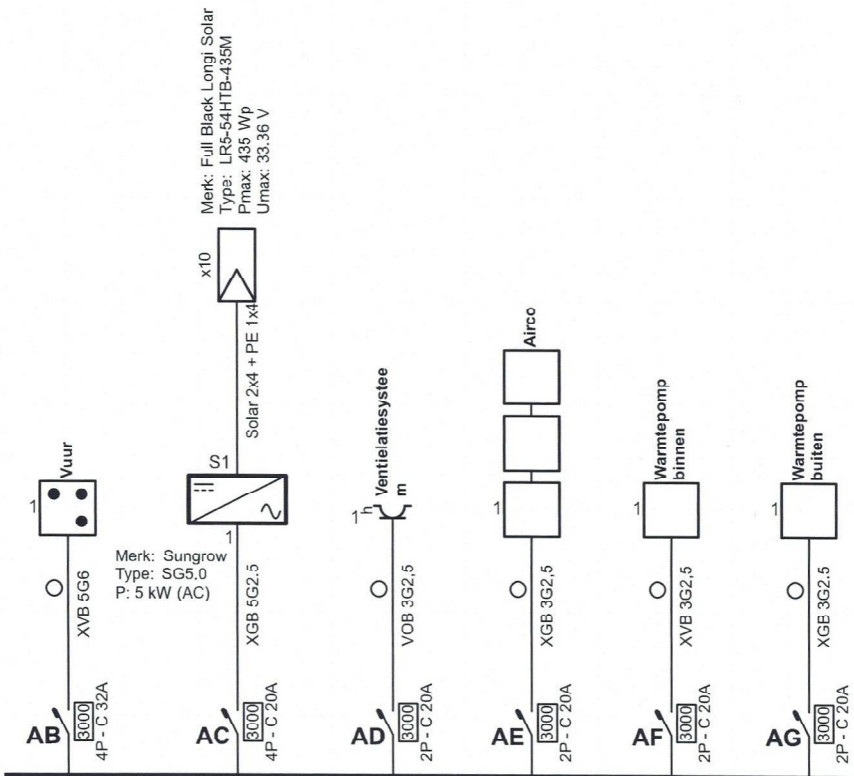 1
Vuur
XVB 5G6
AB
3000
4P - C 32A
Merk: Full Black Longi Solar
Type: LR5-54HTB-435M
Pmax: 435 Wp
Umax: 33.36 V
x10
Solar 2x4 + PE 1x4
S1
1
Merk: Sungrow
Type: SG5.0
P: 5 kW (AC)
XGB 5G2,5
AC
3000
4P - C 20A
Ventielatiesystee
m
1
h
VOB 3G2,5
AD
3000
2P - C 20A
Airco
1
XGB 3G2,5
AE
3000
2P - C 20A
Warmtepomp
binnen
1
XVB 3G2,5
AF
3000
2P - C 20A
Warmtepomp
buiten
1
XGB 3G2,5
AG
3000
2P - C 20A